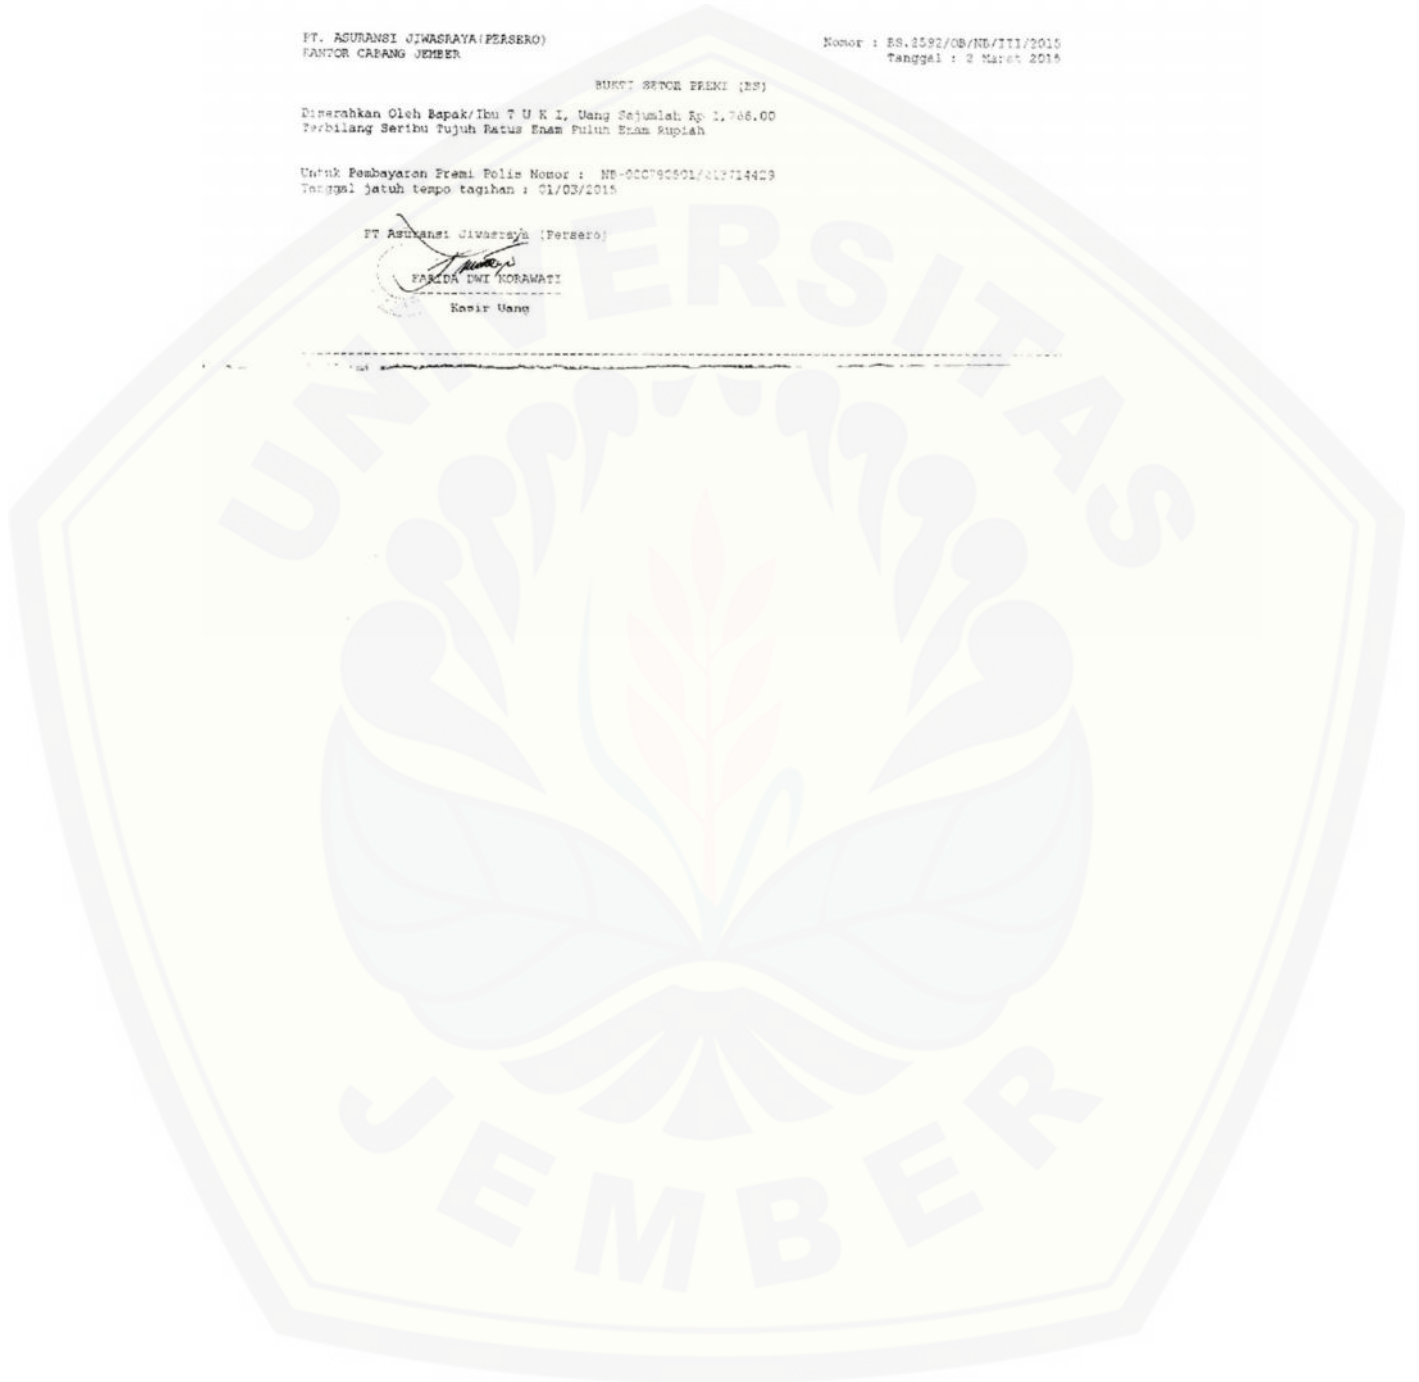 PT. ASURANSI JIWASRAYA(PERSERO)
KANTOR CABANG JEMBER
Nomor : BS.2592/OB/NB/III/2015
Tanggal : 2 Maret 2015
BUKTI SETOR PREMI (BS)
Diserahkan Oleh Bapak/Ibu T U K I, Uang Sejumlah Rp 1,766.00
Terbilang Seribu Tujuh Ratus Enam Puluh Enam Rupiah
Untuk Pembayaran Premi Polis Nomor :
Tanggal jatuh tempo tagihan : 01/03/2015
PT Asuransi Jiwasraya (Persero)
FARIDA DWI KORAWATI
Kasir Uang
UNIVERSITAS
JEMBER